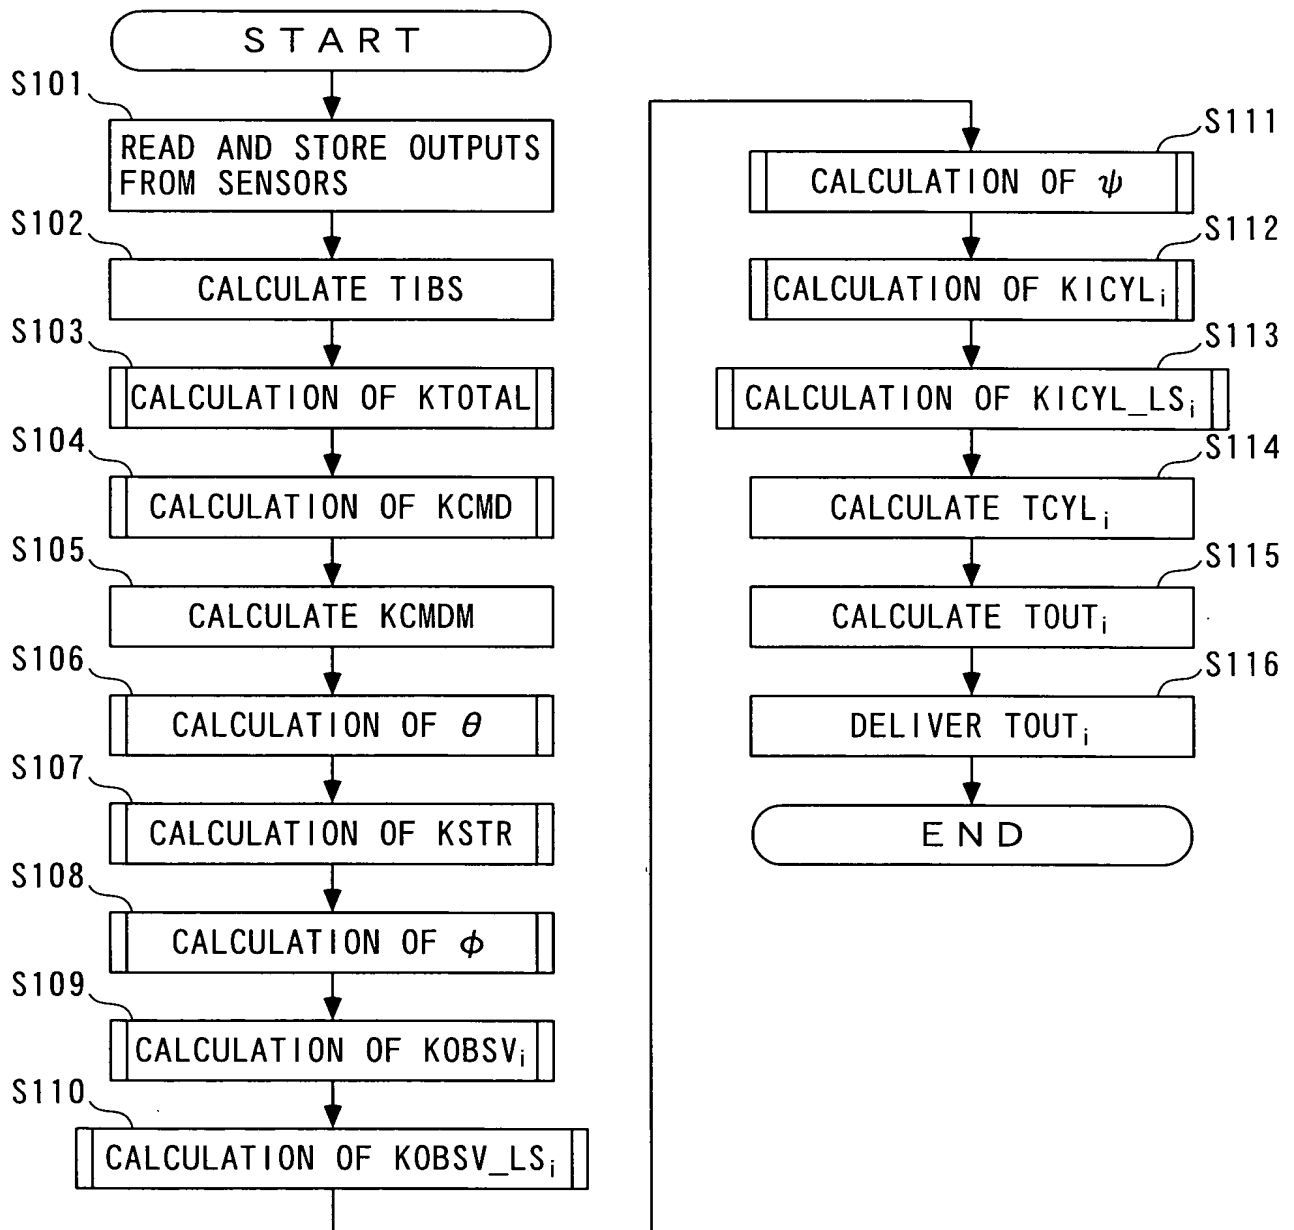 START
S101
READ AND STORE OUTPUTS
FROM SENSORS
S102
CALCULATE TIBS
S103
CALCULATION OF KTOTAL
S104
CALCULATION OF KCMD
S105
CALCULATE KCMDM
S106
CALCULATION OF θ
S107
CALCULATION OF KSTR
S108
CALCULATION OF ϕ
S109
CALCULATION OF KOBSVi
S110
CALCULATION OF KOBSV_LSi
S111
CALCULATION OF ψ
S112
CALCULATION OF KICYLi
S113
CALCULATION OF KICYL_LSi
S114
CALCULATE TCYLi
S115
CALCULATE TOUTi
S116
DELIVER TOUTi
END